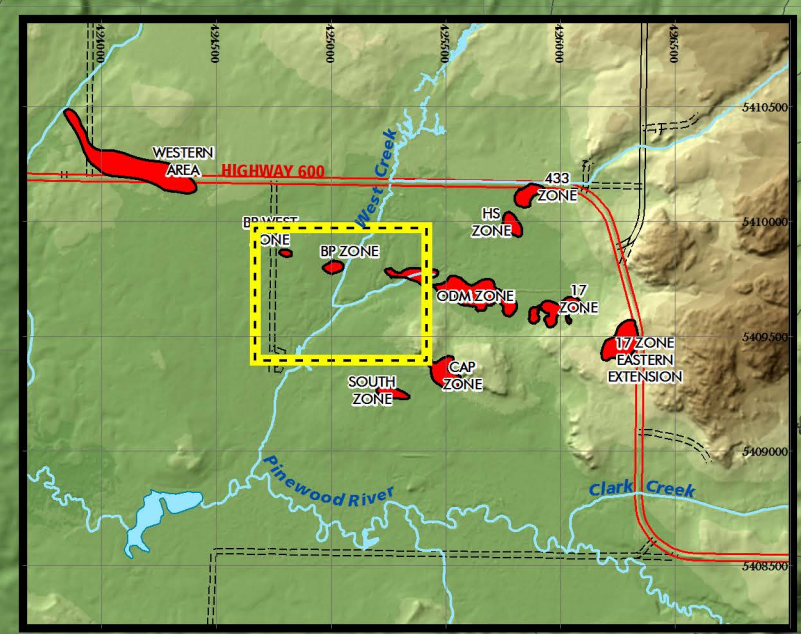 424000
424500
425000
425500
426000
426500
5410500
WESTERN
AREA
HIGHWAY 600
West Creek
433
ZONE
HS
ZONE
5410000
BP WEST
ONE
BP ZONE
ODM ZONE
17
ZONE
5409500
17 ZONE
EASTERN
EXTENSION
CAP
ZONE
SOUTH
ZONE
5409000
Pinewood River
Clark Creek
5408500